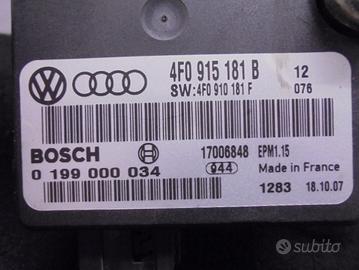 4F0 915 181 B 12
SW:4F0 910 181 F 076
BOSCH 17006848 EPM1.15
0 199 000 034 944 Made in France
1283 18.10.07
subito